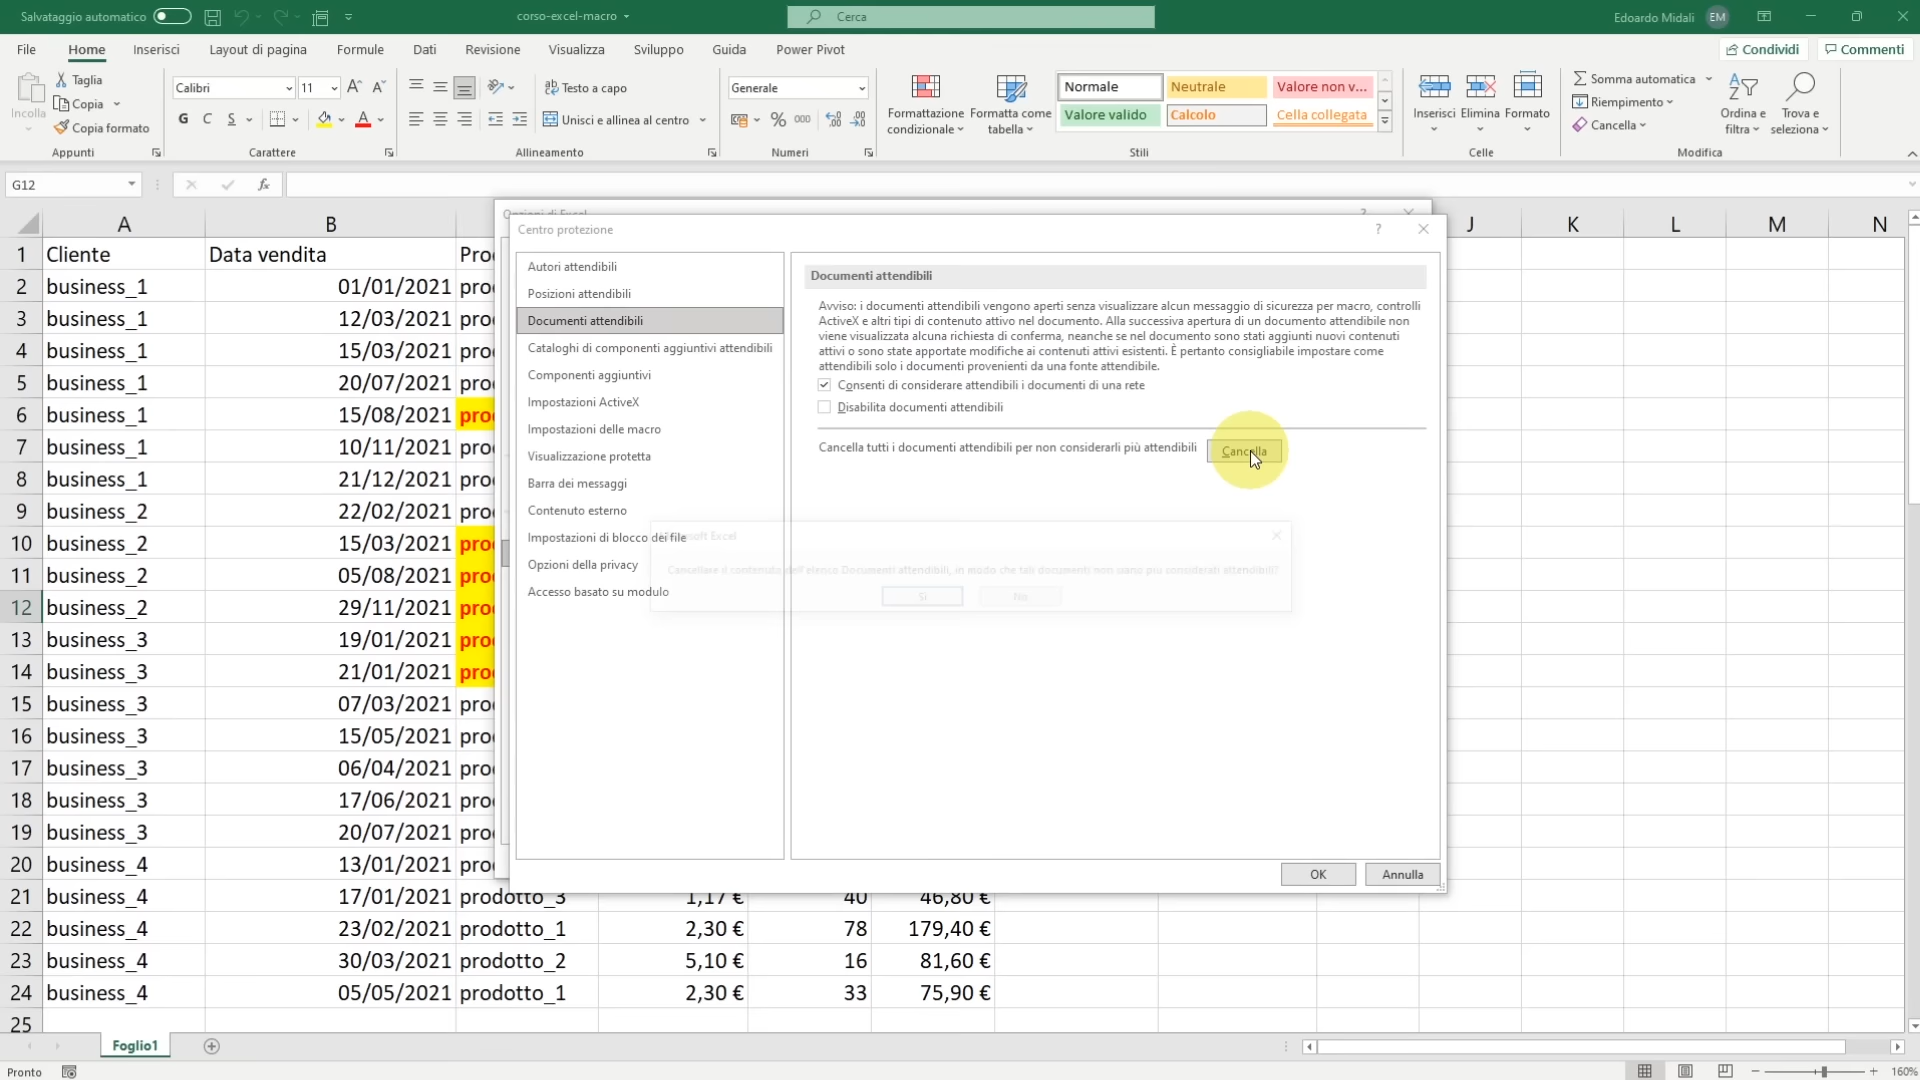 Salvataggio automatico
corso-excel-macro
Cerca
Edoardo Midali
EM
File
Home
Inserisci
Layout di pagina
Formule
Dati
Revisione
Visualizza
Sviluppo
Guida
Power Pivot
Condividi
Commenti
Incolla
Taglia
Copia
Copia formato
Appunti
Calibri
11
G C S
Carattere
Testo a capo
Unisci e allinea al centro
Allineamento
Generale
% 000
Numeri
Formattazione
condizionale
Formatta come
tabella
Normale
Neutrale
Valore non v...
Valore valido
Calcolo
Cella collegata
Stili
Inserisci
Elimina
Formato
Celle
Somma automatica
Riempimento
Cancella
Ordina e
filtra
Trova e
seleziona
Modifica
G12
fx
Opzioni di Excel
Centro protezione
Autori attendibili
Posizioni attendibili
Documenti attendibili
Cataloghi di componenti aggiuntivi attendibili
Componenti aggiuntivi
Impostazioni ActiveX
Impostazioni delle macro
Visualizzazione protetta
Barra dei messaggi
Contenuto esterno
Impostazioni di blocco dei file
Opzioni della privacy
Accesso basato su modulo
Documenti attendibili
Avviso: i documenti attendibili vengono aperti senza visualizzare alcun messaggio di sicurezza per macro, controlli
ActiveX e altri tipi di contenuto attivo nel documento. Alla successiva apertura di un documento attendibile non
viene visualizzata alcuna richiesta di conferma, neanche se nel documento sono stati aggiunti nuovi contenuti
attivi o sono state apportate modifiche ai contenuti attivi esistenti. È pertanto consigliabile impostare come
attendibili solo i documenti provenienti da una fonte attendibile.
Consenti di considerare attendibili i documenti di una rete
Disabilita documenti attendibili
Cancella tutti i documenti attendibili per non considerarli più attendibili
Cancella
soft Excel
Cancellare il contenuto dell'elenco Documenti attendibili, in modo che tali documenti non siano più considerati attendibili?
Sì
No
OK
Annulla
A B J K L M N
1 Cliente Data vendita Pro
2 business_1 01/01/2021 pro
3 business_1 12/03/2021 pro
4 business_1 15/03/2021 pro
5 business_1 20/07/2021 pro
6 business_1 15/08/2021 pro
7 business_1 10/11/2021 pro
8 business_1 21/12/2021 pro
9 business_2 22/02/2021 pro
10 business_2 15/03/2021 pro
11 business_2 05/08/2021 pro
12 business_2 29/11/2021 pro
13 business_3 19/01/2021 pro
14 business_3 21/01/2021 pro
15 business_3 07/03/2021 pro
16 business_3 15/05/2021 pro
17 business_3 06/04/2021 pro
18 business_3 17/06/2021 pro
19 business_3 20/07/2021 pro
20 business_4 13/01/2021 pro
21 business_4 17/01/2021 prodotto_3 1,17 € 40 46,80 €
22 business_4 23/02/2021 prodotto_1 2,30 € 78 179,40 €
23 business_4 30/03/2021 prodotto_2 5,10 € 16 81,60 €
24 business_4 05/05/2021 prodotto_1 2,30 € 33 75,90 €
25
Foglio1
Pronto
160%